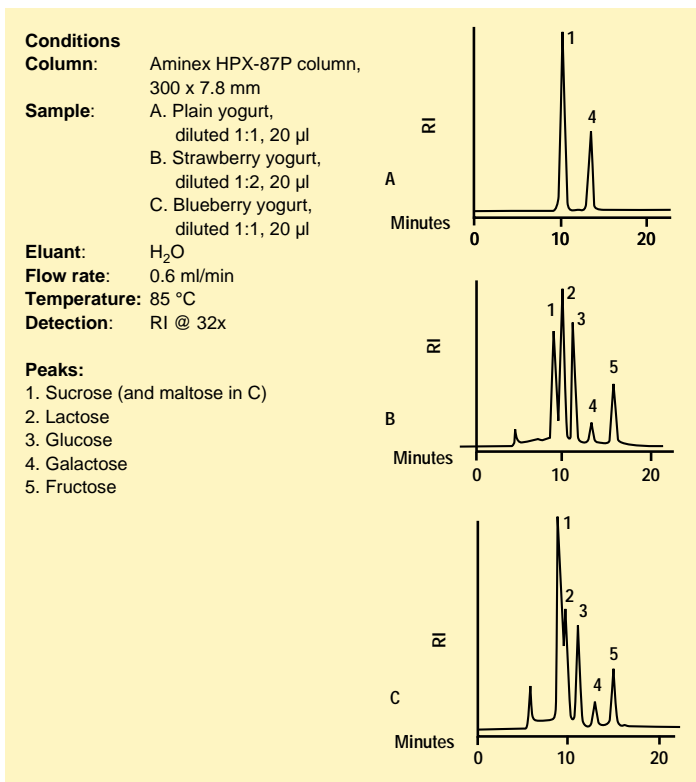 Conditions
Column: Aminex HPX-87P column,
300 x 7.8 mm
Sample: A. Plain yogurt,
diluted 1:1, 20 µl
B. Strawberry yogurt,
diluted 1:2, 20 µl
C. Blueberry yogurt,
diluted 1:1, 20 µl
Eluant: H2O
Flow rate: 0.6 ml/min
Temperature: 85 °C
Detection: RI @ 32x
Peaks:
1. Sucrose (and maltose in C)
2. Lactose
3. Glucose
4. Galactose
5. Fructose
1
4
RI
A
Minutes
0 10 20
2
1 3
RI
5
4
B
Minutes
0 10 20
1
2
3
RI
5
4
C
Minutes
0 10 20